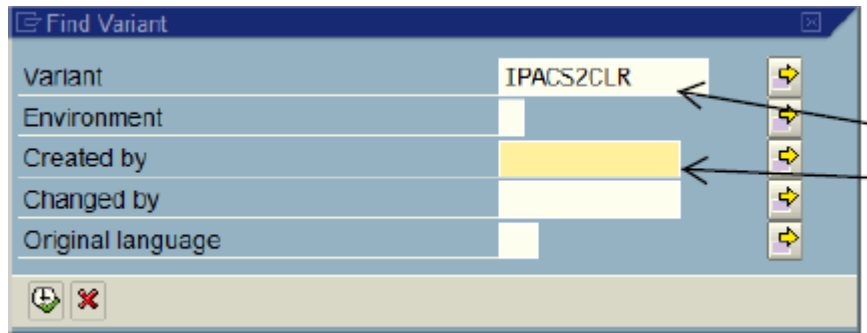 Find Variant
Variant IPACS2CLR
Environment
Created by
Changed by
Original language